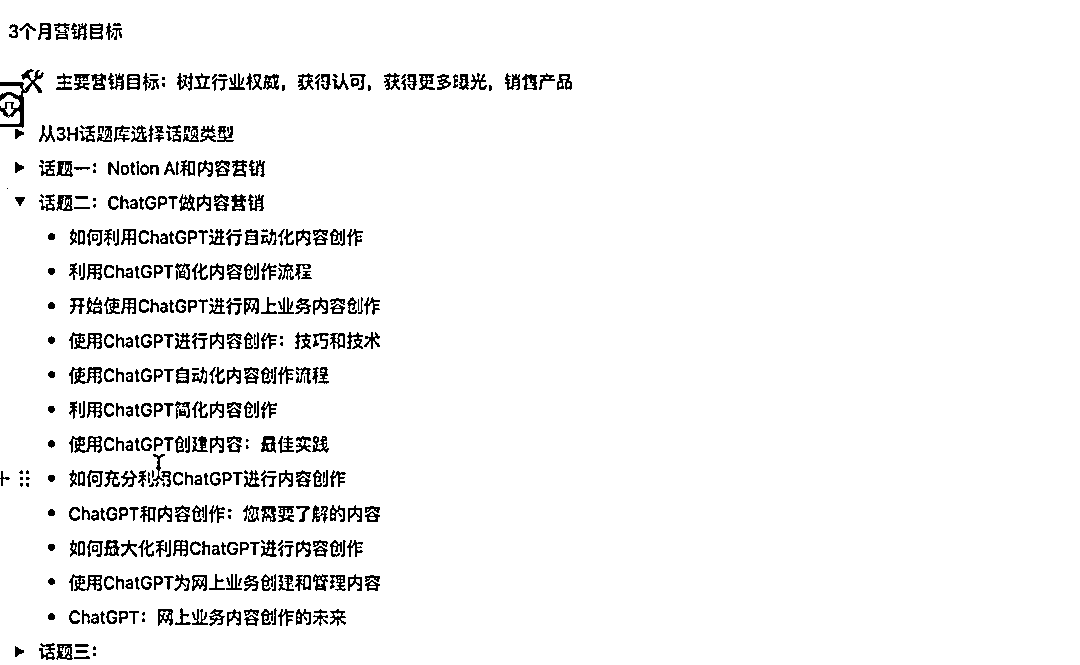 3个月营销目标
主要营销目标：树立行业权威，获得认可，获得更多曝光，销售产品
从3H话题库选择话题类型
话题一：Notion AI和内容营销
话题二：ChatGPT做内容营销
如何利用ChatGPT进行自动化内容创作
利用ChatGPT简化内容创作流程
开始使用ChatGPT进行网上业务内容创作
使用ChatGPT进行内容创作：技巧和技术
使用ChatGPT自动化内容创作流程
利用ChatGPT简化内容创作
使用ChatGPT创建内容：最佳实践
如何充分利用ChatGPT进行内容创作
ChatGPT和内容创作：您需要了解的内容
如何最大化利用ChatGPT进行内容创作
使用ChatGPT为网上业务创建和管理内容
ChatGPT：网上业务内容创作的未来
话题三：